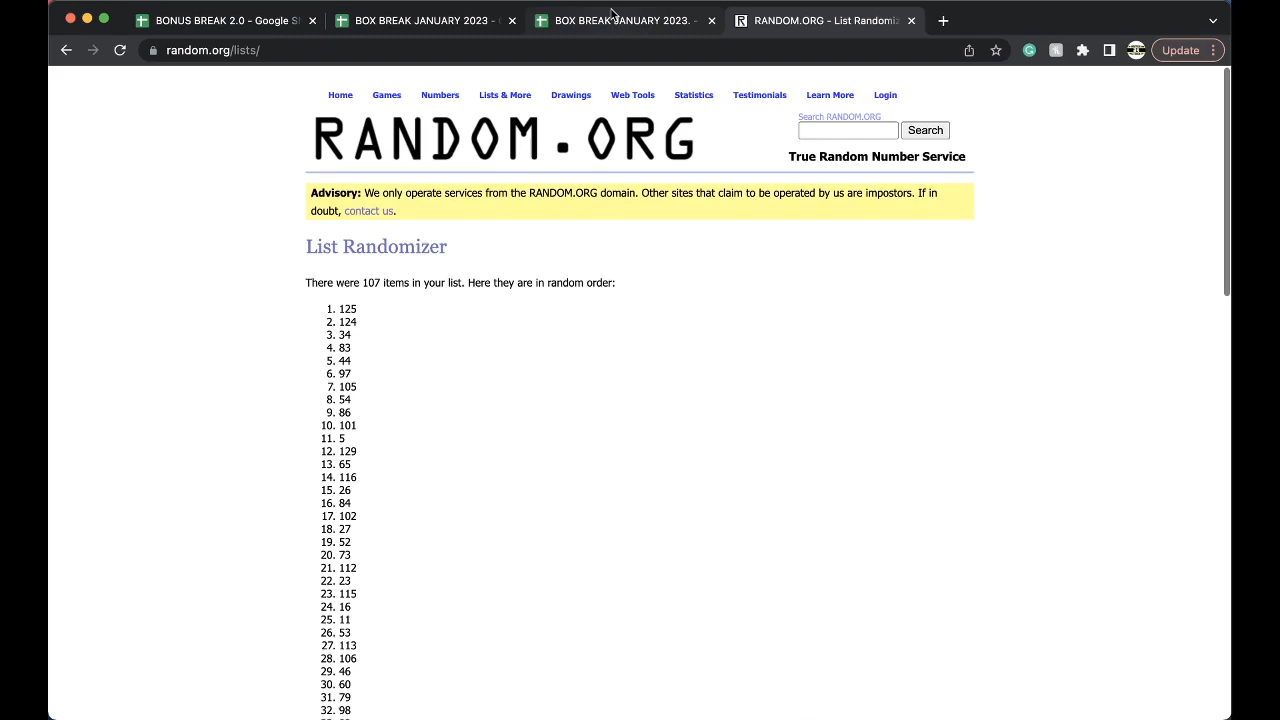 BONUS BREAK 2.0 - Google S
BOX BREAK JANUARY 2023 -
BOX BREAK JANUARY 2023. -
RANDOM.ORG - List Randomiz
random.org/lists/
Update
Home Games Numbers Lists & More Drawings Web Tools Statistics Testimonials Learn More Login
RANDOM.ORG
Search RANDOM.ORG
Search
True Random Number Service
Advisory: We only operate services from the RANDOM.ORG domain. Other sites that claim to be operated by us are impostors. If in
doubt, contact us.
List Randomizer
There were 107 items in your list. Here they are in random order:
1. 125
2. 124
3. 34
4. 83
5. 44
6. 97
7. 105
8. 54
9. 86
10. 101
11. 5
12. 129
13. 65
14. 116
15. 26
16. 84
17. 102
18. 27
19. 52
20. 73
21. 112
22. 23
23. 115
24. 16
25. 11
26. 53
27. 113
28. 106
29. 46
30. 60
31. 79
32. 98